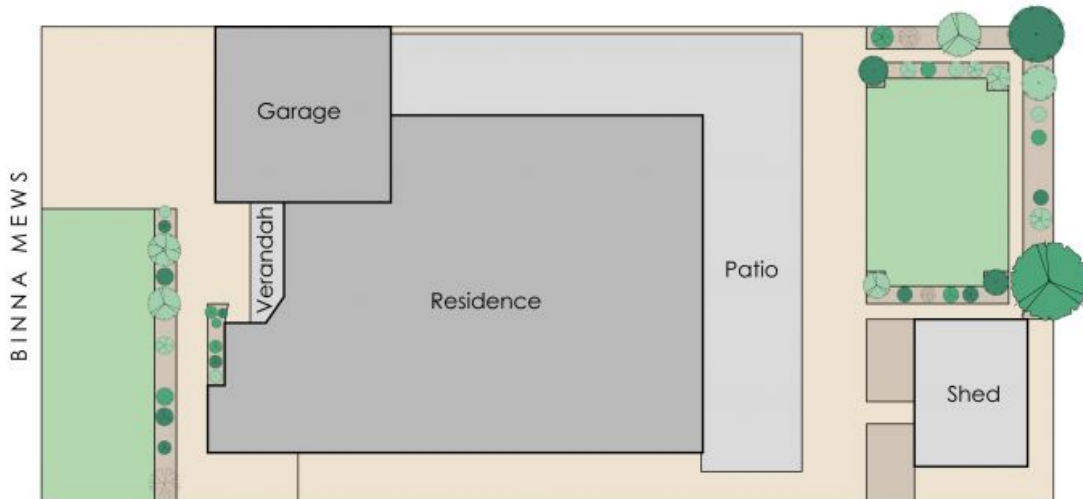 BINNA MEWS
Garage
Verandah
Residence
Patio
Shed